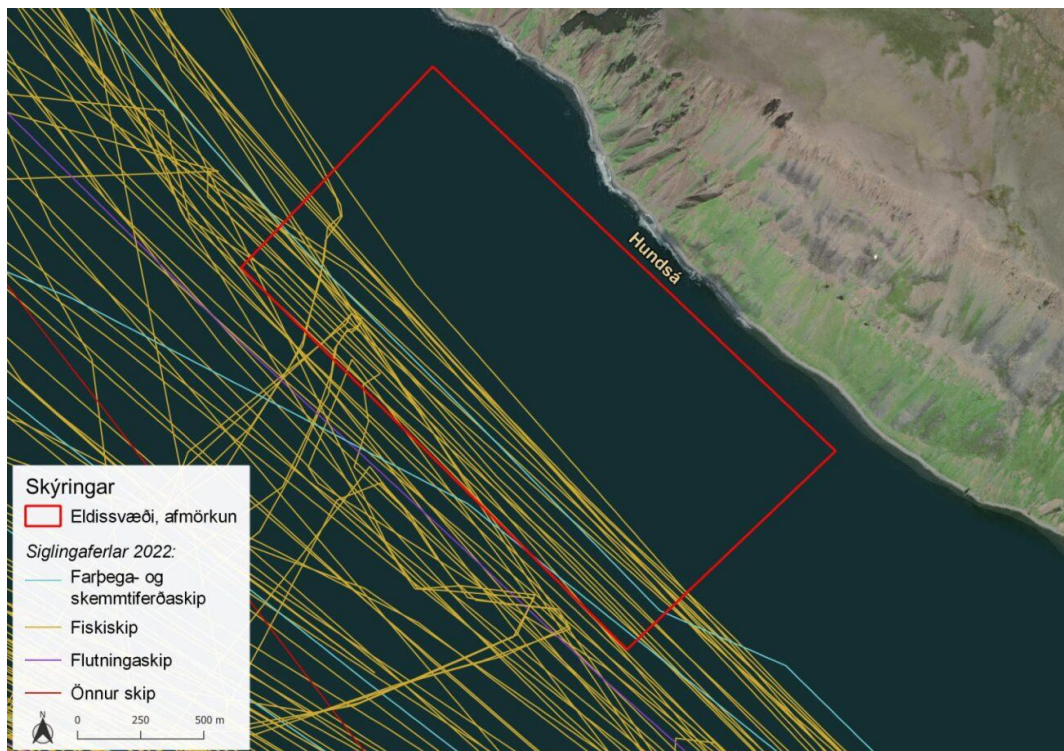 Hundsá
Skýringar
Eldissvæði, afmörkun
Siglingaferlar 2022:
Farþega- og
skemmtiferðaskip
Fiskiskip
Flutningaskip
Önnur skip
N
0 250 500 m